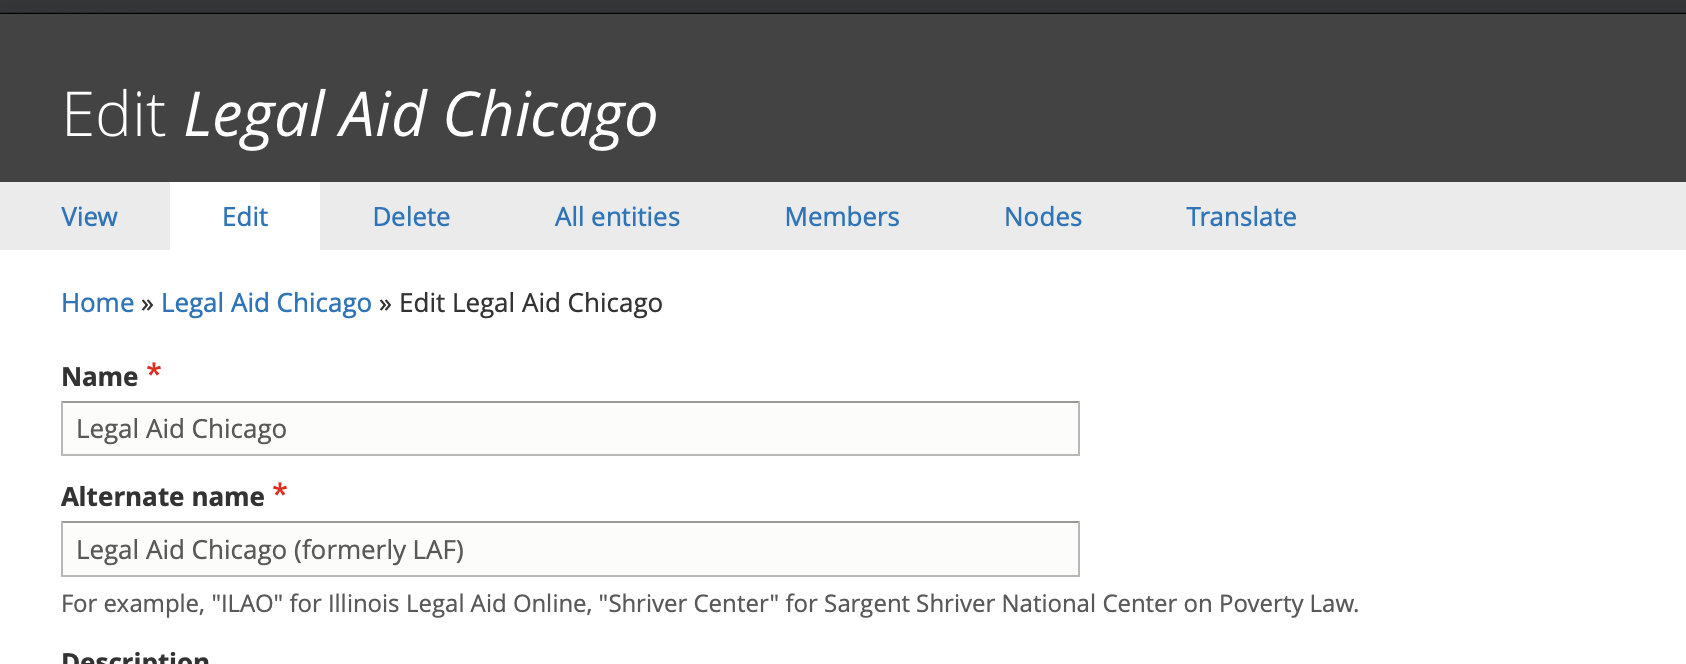 Edit Legal Aid Chicago
View Edit Delete All entities Members Nodes Translate
Home » Legal Aid Chicago » Edit Legal Aid Chicago
Name *
Legal Aid Chicago
Alternate name *
Legal Aid Chicago (formerly LAF)
For example, "ILAO" for Illinois Legal Aid Online, "Shriver Center" for Sargent Shriver National Center on Poverty Law.
Description